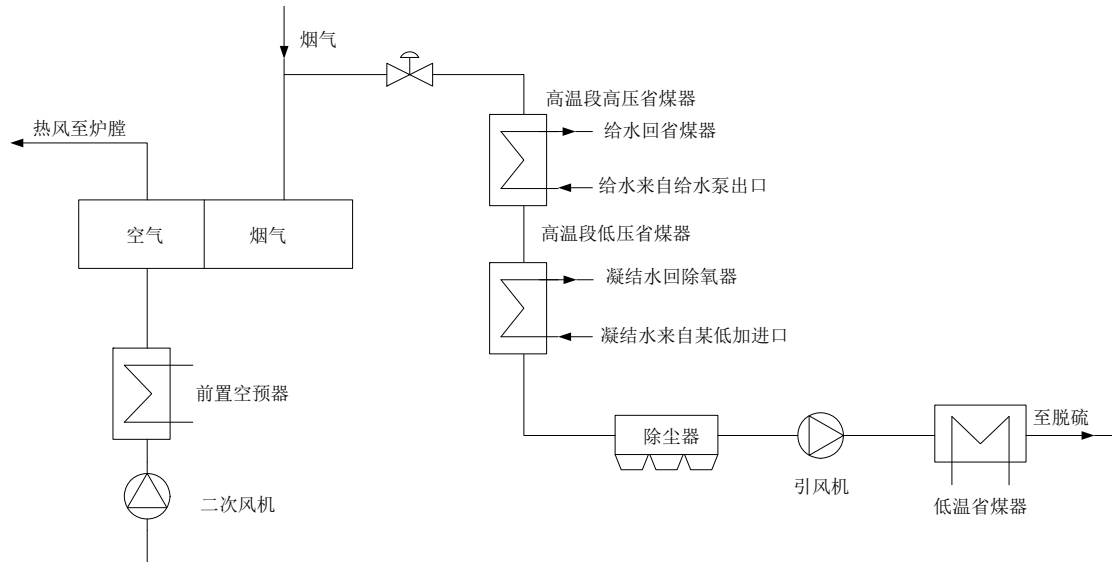 烟气
高温段高压省煤器
热风至炉膛
给水回省煤器
给水来自给水泵出口
空气
烟气
高温段低压省煤器
凝结水回除氧器
凝结水来自某低加进口
前置空预器
除尘器
至脱硫
引风机
二次风机
低温省煤器